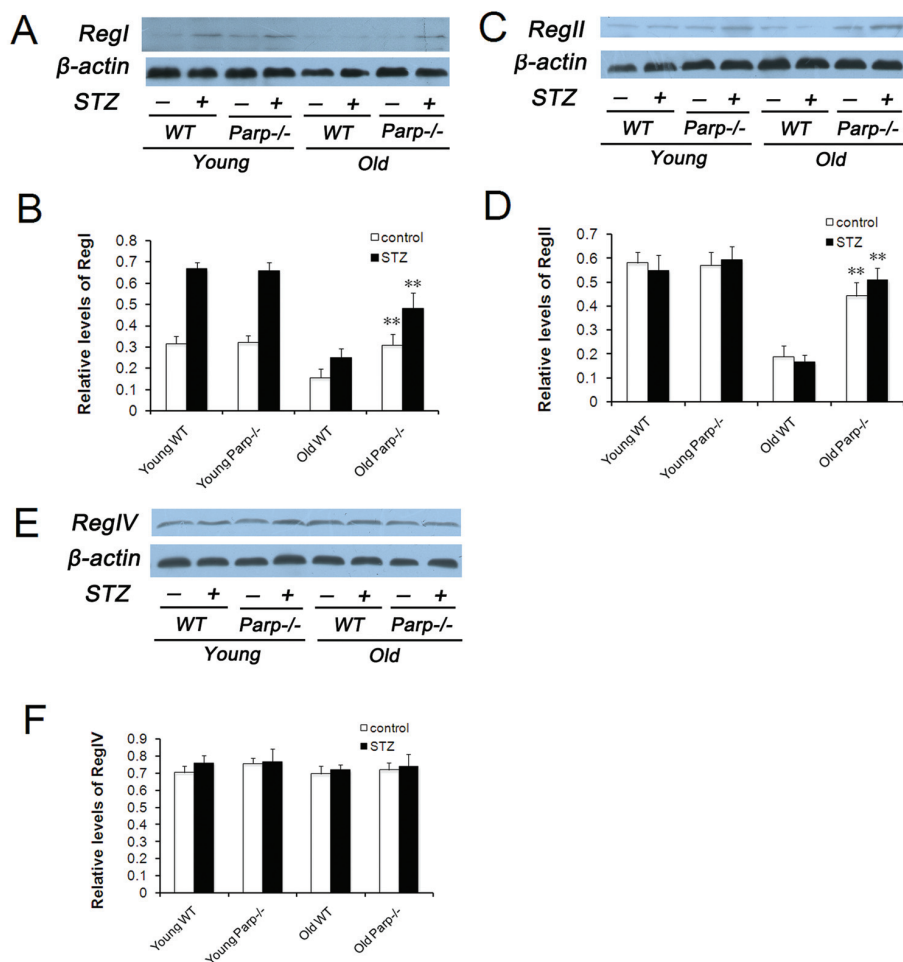 A
RegI
β-actin
STZ – + – + – + – +
WT Parp-/- WT Parp-/-
Young Old
C
RegII
β-actin
STZ – + – + – + – +
WT Parp-/- WT Parp-/-
Young Old
B
Relative levels of RegI
0.8
0.7
0.6
0.5
0.4
0.3
0.2
0.1
0
control
STZ
** **
Young WT
Young Parp-/-
Old WT
Old Parp-/-
D
Relative levels of RegII
0.7
0.6
0.5
0.4
0.3
0.2
0.1
0
control
STZ
** **
Young WT
Young Parp-/-
Old WT
Old Parp-/-
E
RegIV
β-actin
STZ – + – + – + – +
WT Parp-/- WT Parp-/-
Young Old
F
Relative levels of RegIV
0.9
0.8
0.7
0.6
0.5
0.4
0.3
0.2
0.1
0
control
STZ
Young WT
Young Parp-/-
Old WT
Old Parp-/-